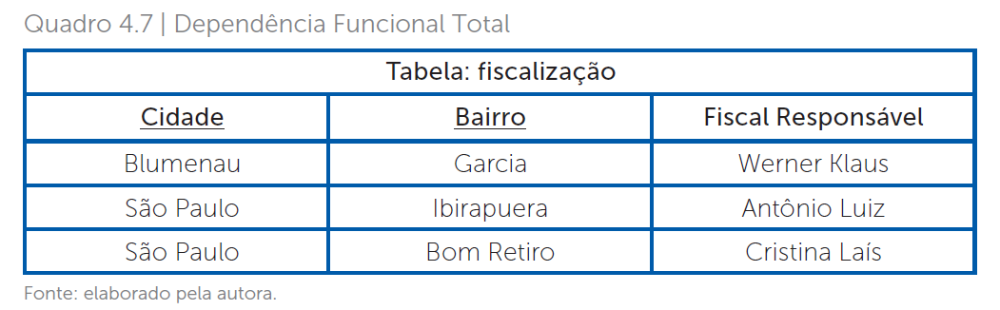 Quadro 4.7 | Dependência Funcional Total
Tabela: fiscalização
Cidade Bairro Fiscal Responsável
Blumenau Garcia Werner Klaus
São Paulo Ibirapuera Antônio Luiz
São Paulo Bom Retiro Cristina Laís
Fonte: elaborado pela autora.